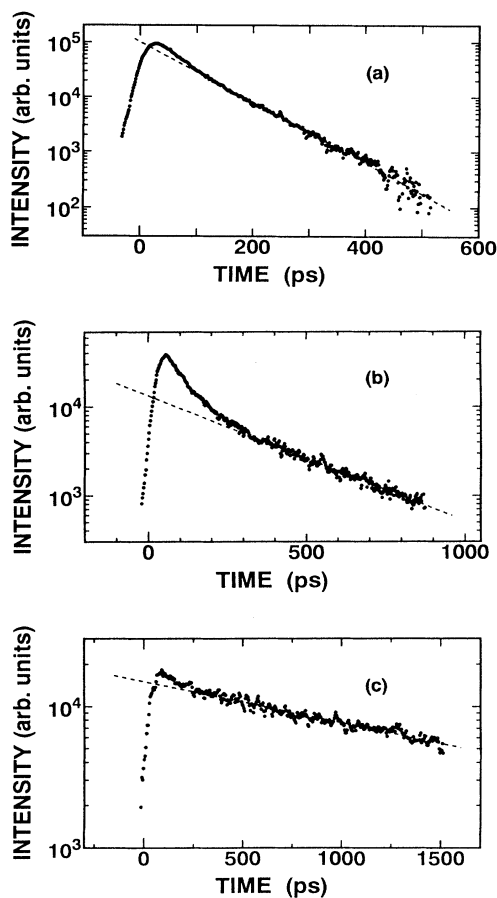 INTENSITY (arb. units)
10^5
10^4
10^3
10^2
(a)
0 200 400 600
TIME (ps)
INTENSITY (arb. units)
10^4
10^3
(b)
0 500 1000
TIME (ps)
INTENSITY (arb. units)
10^4
10^3
(c)
0 500 1000 1500
TIME (ps)